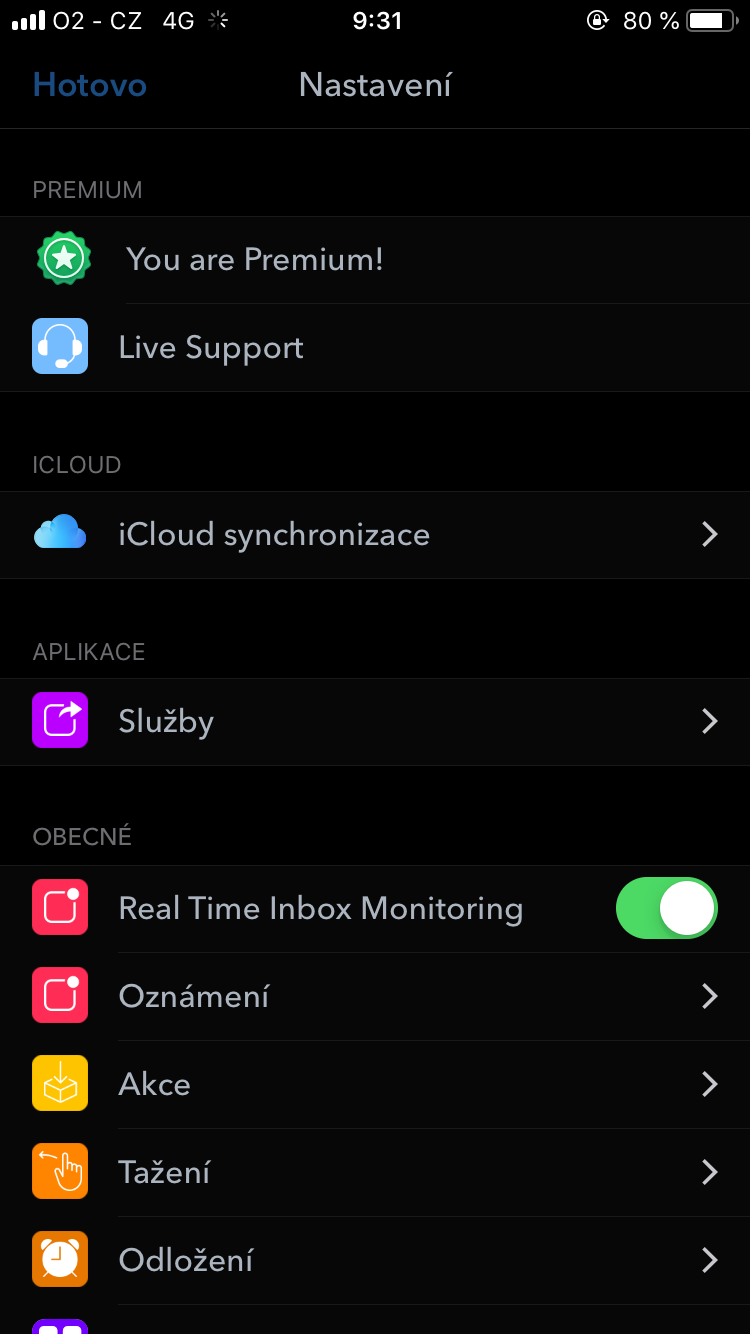 O2 - CZ 4G 9:31 80 %
Hotovo Nastavení
PREMIUM
You are Premium!
Live Support
ICLOUD
iCloud synchronizace
APLIKACE
Služby
OBECNÉ
Real Time Inbox Monitoring
Oznámení
Akce
Tažení
Odložení